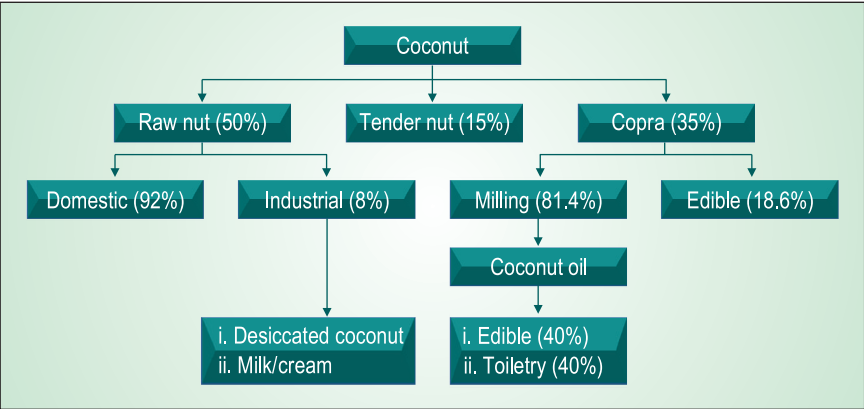 Coconut
Raw nut (50%)
Tender nut (15%)
Copra (35%)
Domestic (92%)
Industrial (8%)
Milling (81.4%)
Edible (18.6%)
Coconut oil
i. Desiccated coconut
ii. Milk/cream
i. Edible (40%)
ii. Toiletry (40%)